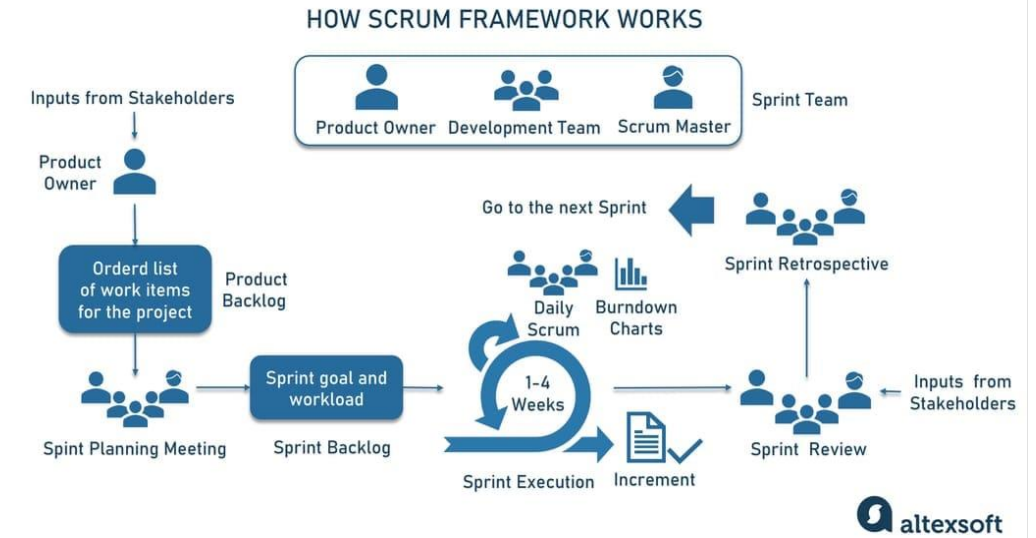 HOW SCRUM FRAMEWORK WORKS
Product Owner
Development Team
Scrum Master
Sprint Team
Inputs from Stakeholders
Product
Owner
Orderd list
of work items
for the project
Product
Backlog
Spint Planning Meeting
Sprint goal and
workload
Sprint Backlog
1-4
Weeks
Sprint Execution
Daily
Scrum
Burndown
Charts
Increment
Sprint Review
Inputs from
Stakeholders
Sprint Retrospective
Go to the next Sprint
altexsoft